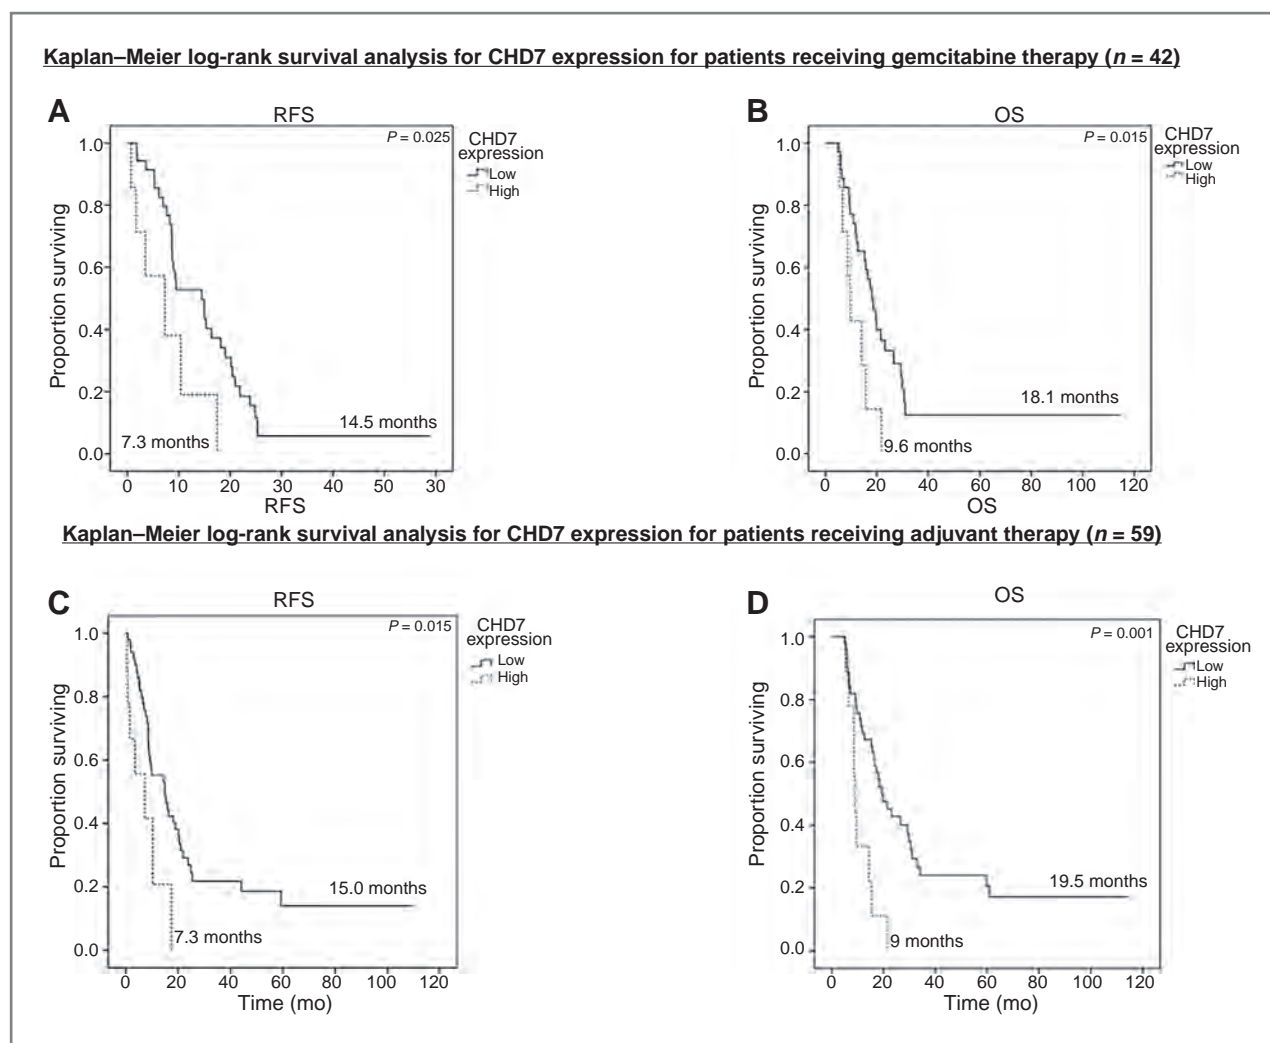 Kaplan–Meier log-rank survival analysis for CHD7 expression for patients receiving gemcitabine therapy (n = 42)
A
RFS
P = 0.025
CHD7
expression
Low
High
Proportion surviving
1.0
0.8
0.6
0.4
0.2
0.0
14.5 months
7.3 months
0 10 20 30 40 50 30
RFS
B
OS
P = 0.015
CHD7
expression
Low
High
Proportion surviving
1.0
0.8
0.6
0.4
0.2
0.0
18.1 months
9.6 months
0 20 40 60 80 100 120
OS
Kaplan–Meier log-rank survival analysis for CHD7 expression for patients receiving adjuvant therapy (n = 59)
C
RFS
P = 0.015
CHD7
expression
Low
High
Proportion surviving
1.0
0.8
0.6
0.4
0.2
0.0
15.0 months
7.3 months
0 20 40 60 80 100 120
Time (mo)
D
OS
P = 0.001
CHD7
expression
Low
High
Proportion surviving
1.0
0.8
0.6
0.4
0.2
0.0
19.5 months
9 months
0 20 40 60 80 100 120
Time (mo)